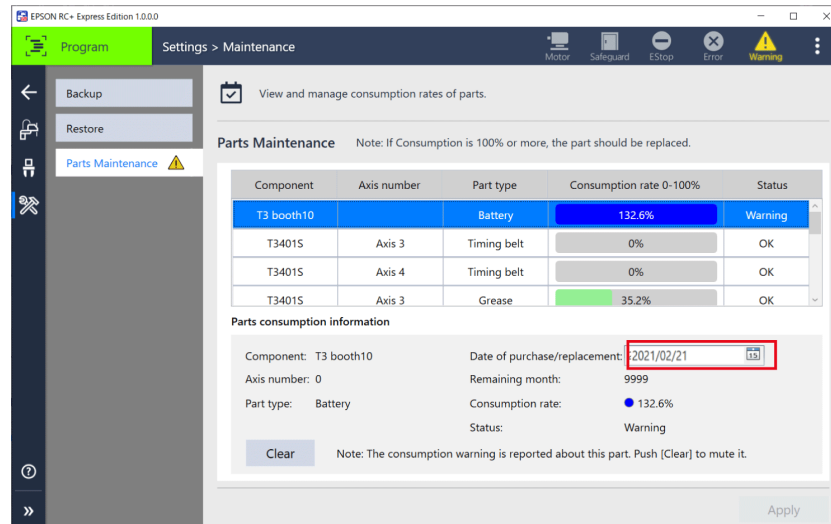 EPSON RC+ Express Edition 1.0.0.0
Program
Settings > Maintenance
Motor Safeguard EStop Error Warning
Backup
View and manage consumption rates of parts.
Restore
Parts Maintenance Note: If Consumption is 100% or more, the part should be replaced.
Parts Maintenance
Component Axis number Part type Consumption rate 0-100% Status
T3 booth10 Battery 132.6% Warning
T3401S Axis 3 Timing belt 0% OK
T3401S Axis 4 Timing belt 0% OK
T3401S Axis 3 Grease 35.2% OK
Parts consumption information
Component: T3 booth10 Date of purchase/replacement: 2021/02/21 15
Axis number: 0 Remaining month: 9999
Part type: Battery Consumption rate: 132.6%
Status: Warning
Clear Note: The consumption warning is reported about this part. Push [Clear] to mute it.
Apply